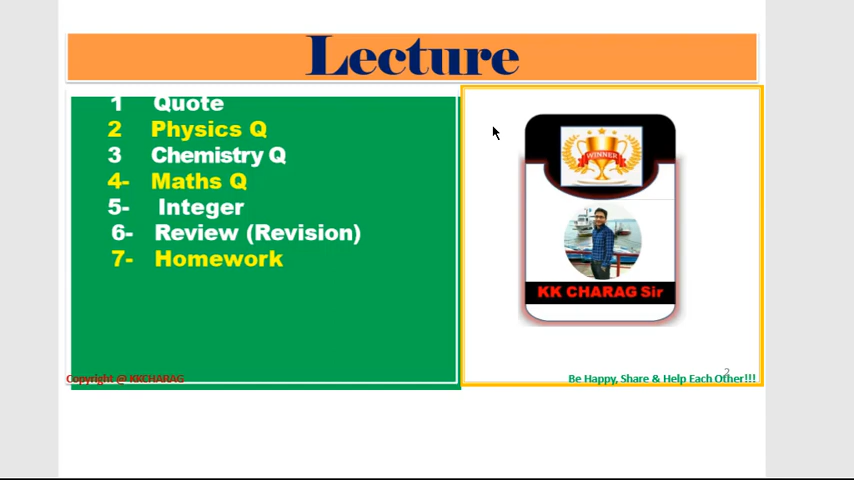 Lecture
1 Quote
2 Physics Q
3 Chemistry Q
4- Maths Q
5- Integer
6- Review (Revision)
7- Homework
WINNER
KK CHARAG Sir
Copyright @ KKCHARAG
2
Be Happy, Share & Help Each Other!!!